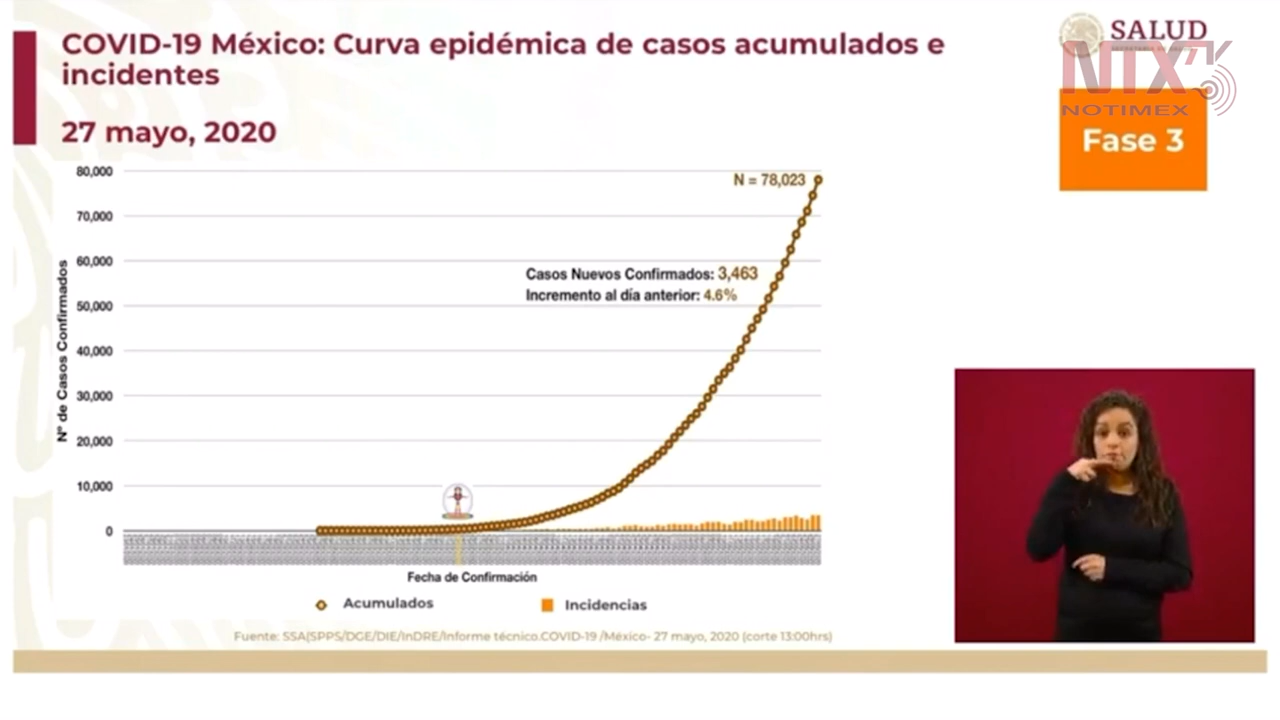 COVID-19 México: Curva epidémica de casos acumulados e
incidentes
27 mayo, 2020
SALUD
NTX
NOTIMEX
Fase 3
80,000
70,000
60,000
50,000
40,000
30,000
20,000
10,000
0
Nº de Casos Confirmados
N = 78,023
Casos Nuevos Confirmados: 3,463
Incremento al día anterior: 4.6%
Fecha de Confirmación
Acumulados
Incidencias
Fuente: SSA(SPPS/DGE/DIE/InDRE/Informe técnico.COVID-19 /México- 27 mayo, 2020 (corte 13:00hrs)